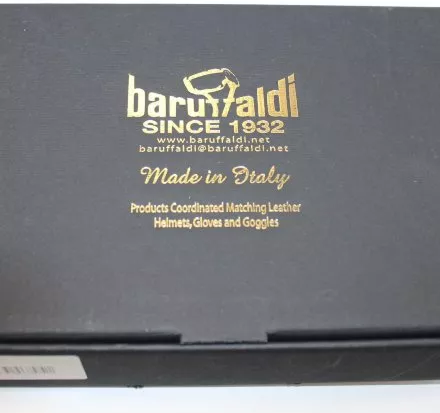 baruffaldi
SINCE 1932
www.baruffaldi.net
baruffaldi@baruffaldi.net
Made in Italy
Products Coordinated Matching Leather
Helmets, Gloves and Goggles